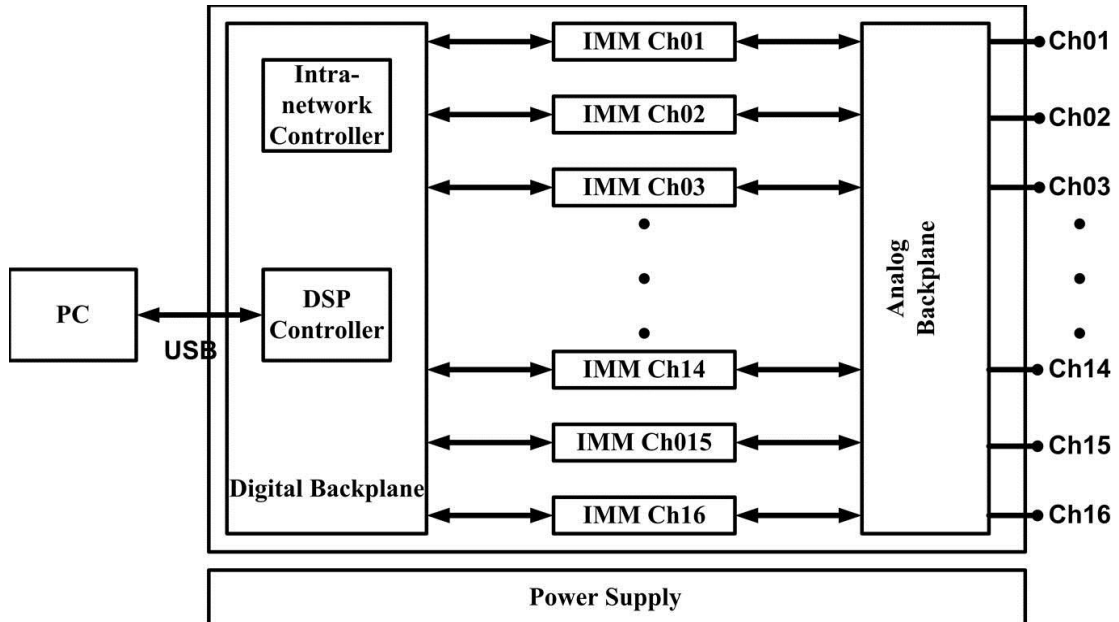 IMM Ch01
Ch01
Intra-
network
Controller
IMM Ch02
Ch02
IMM Ch03
Ch03
PC
USB
DSP
Controller
Analog
Backplane
IMM Ch14
Ch14
IMM Ch015
Ch15
Digital Backplane
IMM Ch16
Ch16
Power Supply